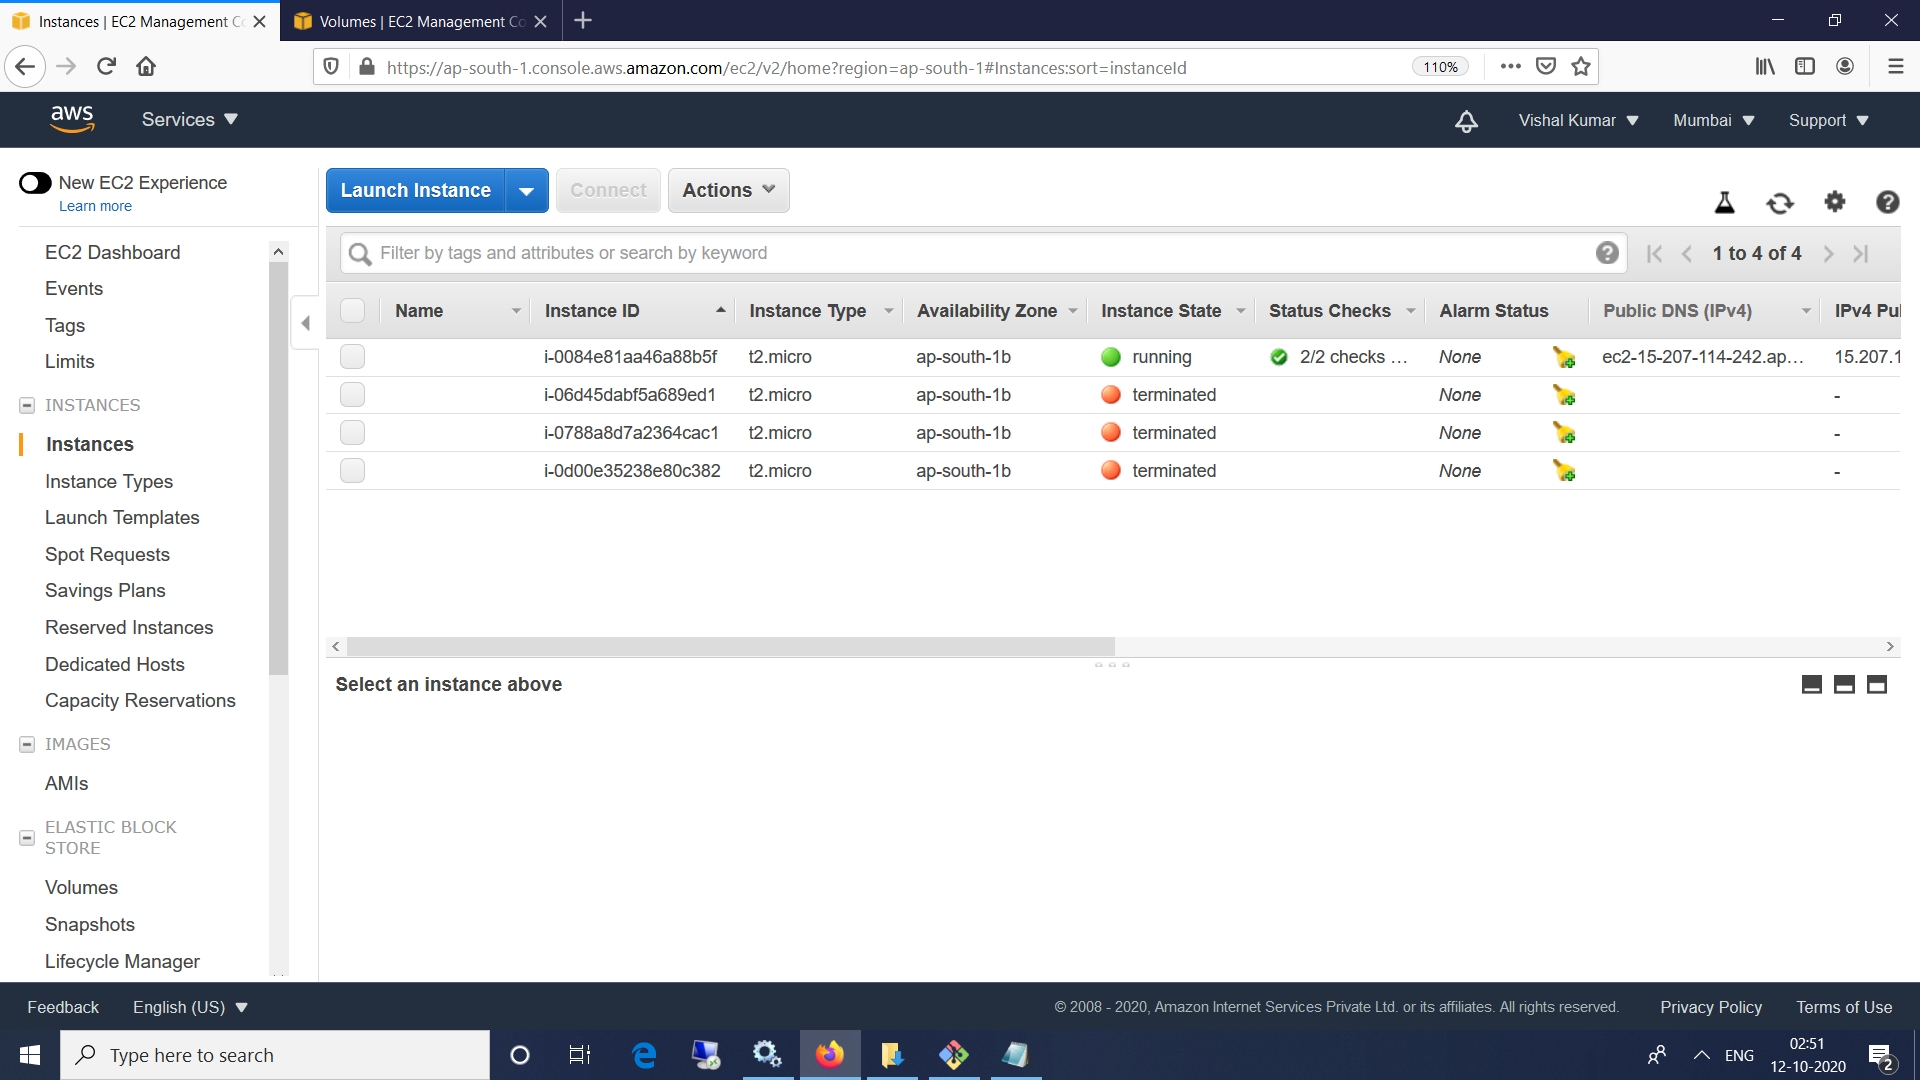 Instances | EC2 Management Co
Volumes | EC2 Management Co
https://ap-south-1.console.aws.amazon.com/ec2/v2/home?region=ap-south-1#Instances:sort=instanceId
110%
aws
Services
Vishal Kumar
Mumbai
Support
New EC2 Experience
Learn more
Launch Instance
Connect
Actions
EC2 Dashboard
Events
Tags
Limits
INSTANCES
Instances
Instance Types
Launch Templates
Spot Requests
Savings Plans
Reserved Instances
Dedicated Hosts
Capacity Reservations
IMAGES
AMIs
ELASTIC BLOCK
STORE
Volumes
Snapshots
Lifecycle Manager
Filter by tags and attributes or search by keyword
1 to 4 of 4
Name Instance ID Instance Type Availability Zone Instance State Status Checks Alarm Status Public DNS (IPv4) IPv4 Pu
i-0084e81aa46a88b5f t2.micro ap-south-1b running 2/2 checks ... None ec2-15-207-114-242.ap... 15.207.1
i-06d45dabf5a689ed1 t2.micro ap-south-1b terminated None -
i-0788a8d7a2364cac1 t2.micro ap-south-1b terminated None -
i-0d00e35238e80c382 t2.micro ap-south-1b terminated None -
Select an instance above
Feedback
English (US)
© 2008 - 2020, Amazon Internet Services Private Ltd. or its affiliates. All rights reserved.
Privacy Policy
Terms of Use
Type here to search
ENG
02:51
12-10-2020
2